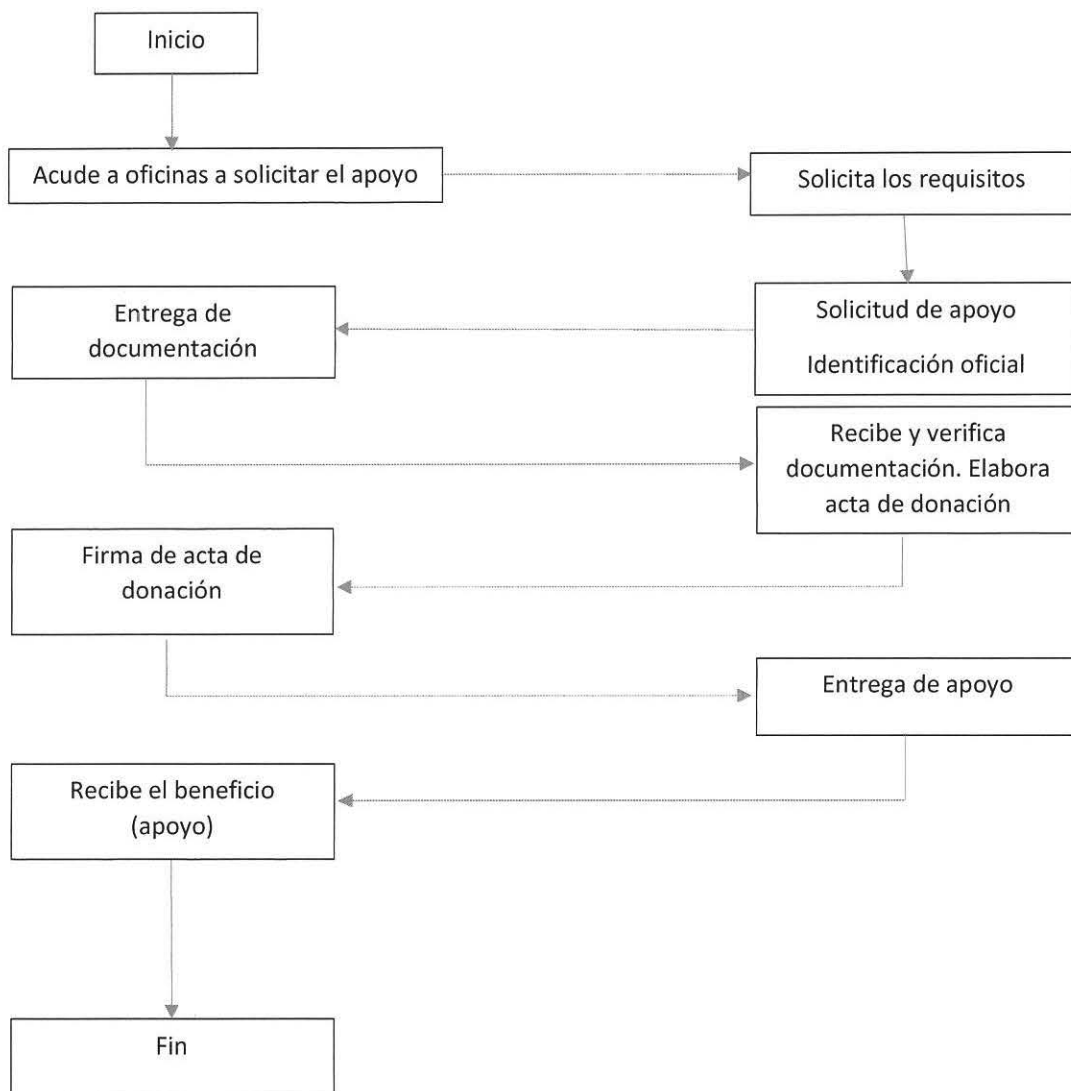 Inicio
Acude a oficinas a solicitar el apoyo
Solicita los requisitos
Solicitud de apoyo
Identificación oficial
Entrega de
documentación
Recibe y verifica
documentación. Elabora
acta de donación
Firma de acta de
donación
Entrega de apoyo
Recibe el beneficio
(apoyo)
Fin